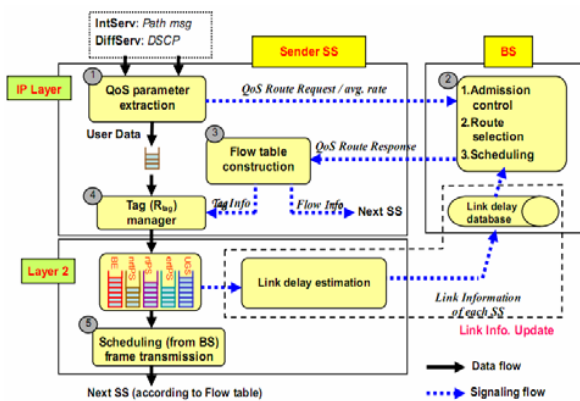 IntServ: Path msg
DiffServ: DSCP
Sender SS
BS
IP Layer
1
QoS parameter
extraction
QoS Route Request / avg. rate
2
1.Admission
control
2.Route
selection
3.Scheduling
User Data
3
Flow table
construction
QoS Route Response
4
Tag (Rtag)
manager
Tag Info
Flow Info
Next SS
Link delay
database
Layer 2
BE
nrtPS
rtPS
ertPS
UGS
Link delay estimation
Link Information
of each SS
Link Info. Update
5
Scheduling (from BS)
frame transmission
Data flow
Next SS (according to Flow table)
Signaling flow